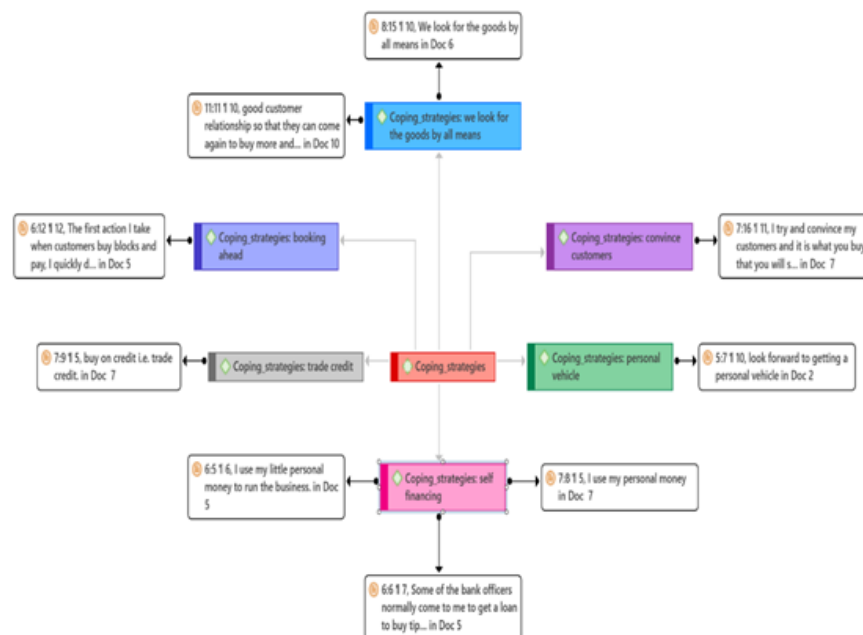 8:15 ¶ 10, We look for the goods by
all means in Doc 6
11:11 ¶ 10, good customer
relationship so that they can come
again to buy more and... in Doc 10
Coping_strategies: we look for
the goods by all means
6:12 ¶ 12, The first action I take
when customers buy blocks and
pay, I quickly d... in Doc 5
Coping_strategies: booking
ahead
Coping_strategies: convince
customers
7:16 ¶ 11, I try and convince my
customers and it is what you buy
that you will s... in Doc 7
7:9 ¶ 5, buy on credit i.e. trade
credit. in Doc 7
Coping_strategies: trade credit
Coping_strategies
Coping_strategies: personal
vehicle
5:7 ¶ 10, look forward to getting a
personal vehicle in Doc 2
6:5 ¶ 6, I use my little personal
money to run the business. in Doc
5
Coping_strategies: self
financing
7:8 ¶ 5, I use my personal money
in Doc 7
6:6 ¶ 7, Some of the bank officers
normally come to me to get a loan
to buy tip... in Doc 5